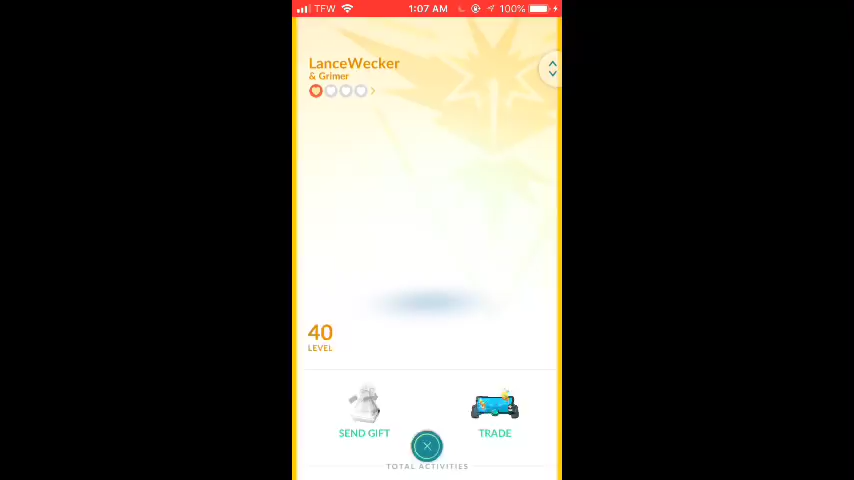 TFW 1:07 AM 100%
LanceWecker
& Grimer
40
LEVEL
SEND GIFT TRADE
TOTAL ACTIVITIES